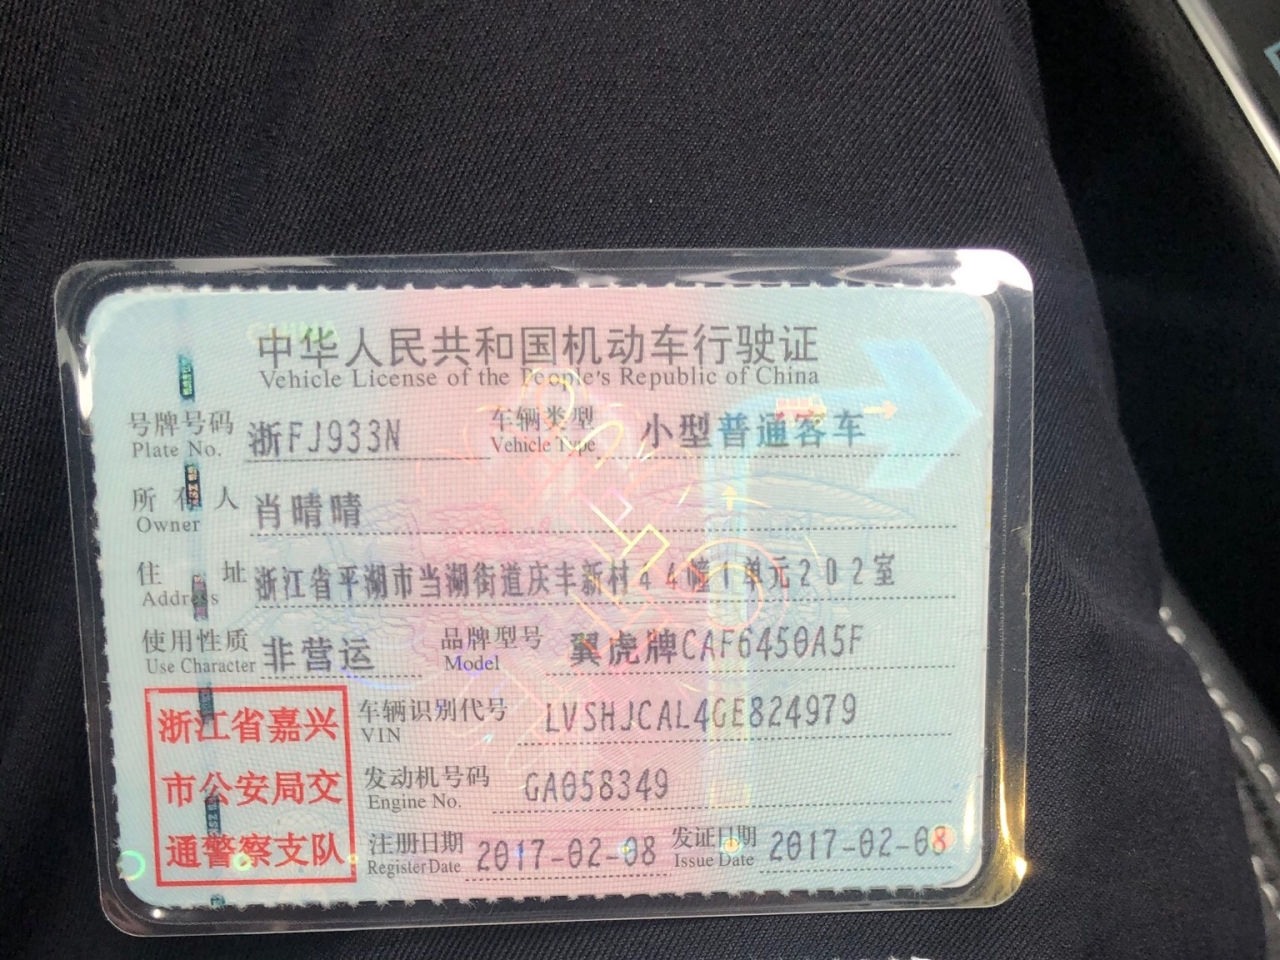 中华人民共和国机动车行驶证
Vehicle License of the People's Republic of China
号牌号码 浙FJ933N 车辆类型 小型普通客车
Plate No. Vehicle Type
所有人 肖晴晴
Owner
住址 浙江省平湖市当湖街道庆丰新村44幢1单元202室
Address
使用性质 非营运 品牌型号 翼虎牌CAF6450A5F
Use Character Model
浙江省嘉兴
市公安局交
通警察支队
车辆识别代号 LVSHJCAL4GE824979
VIN
发动机号码 GA058349
Engine No.
注册日期 2017-02-08 发证日期 2017-02-08
Register Date Issue Date